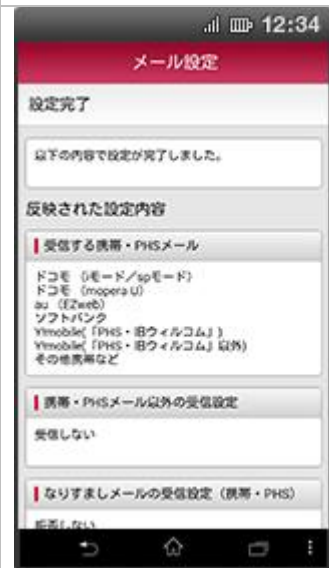 12:34
メール設定
設定完了
以下の内容で設定が完了しました。
反映された設定内容
受信する携帯・PHSメール
ドコモ（iモード/spモード）
ドコモ（mopera U）
au（EZweb）
ソフトバンク
Y!mobile(「PHS・旧ウィルコム」)
Y!mobile(「PHS・旧ウィルコム」以外)
その他携帯など
携帯・PHSメール以外の受信設定
受信しない
なりすましメールの受信設定（携帯・PHS）
拒否しない